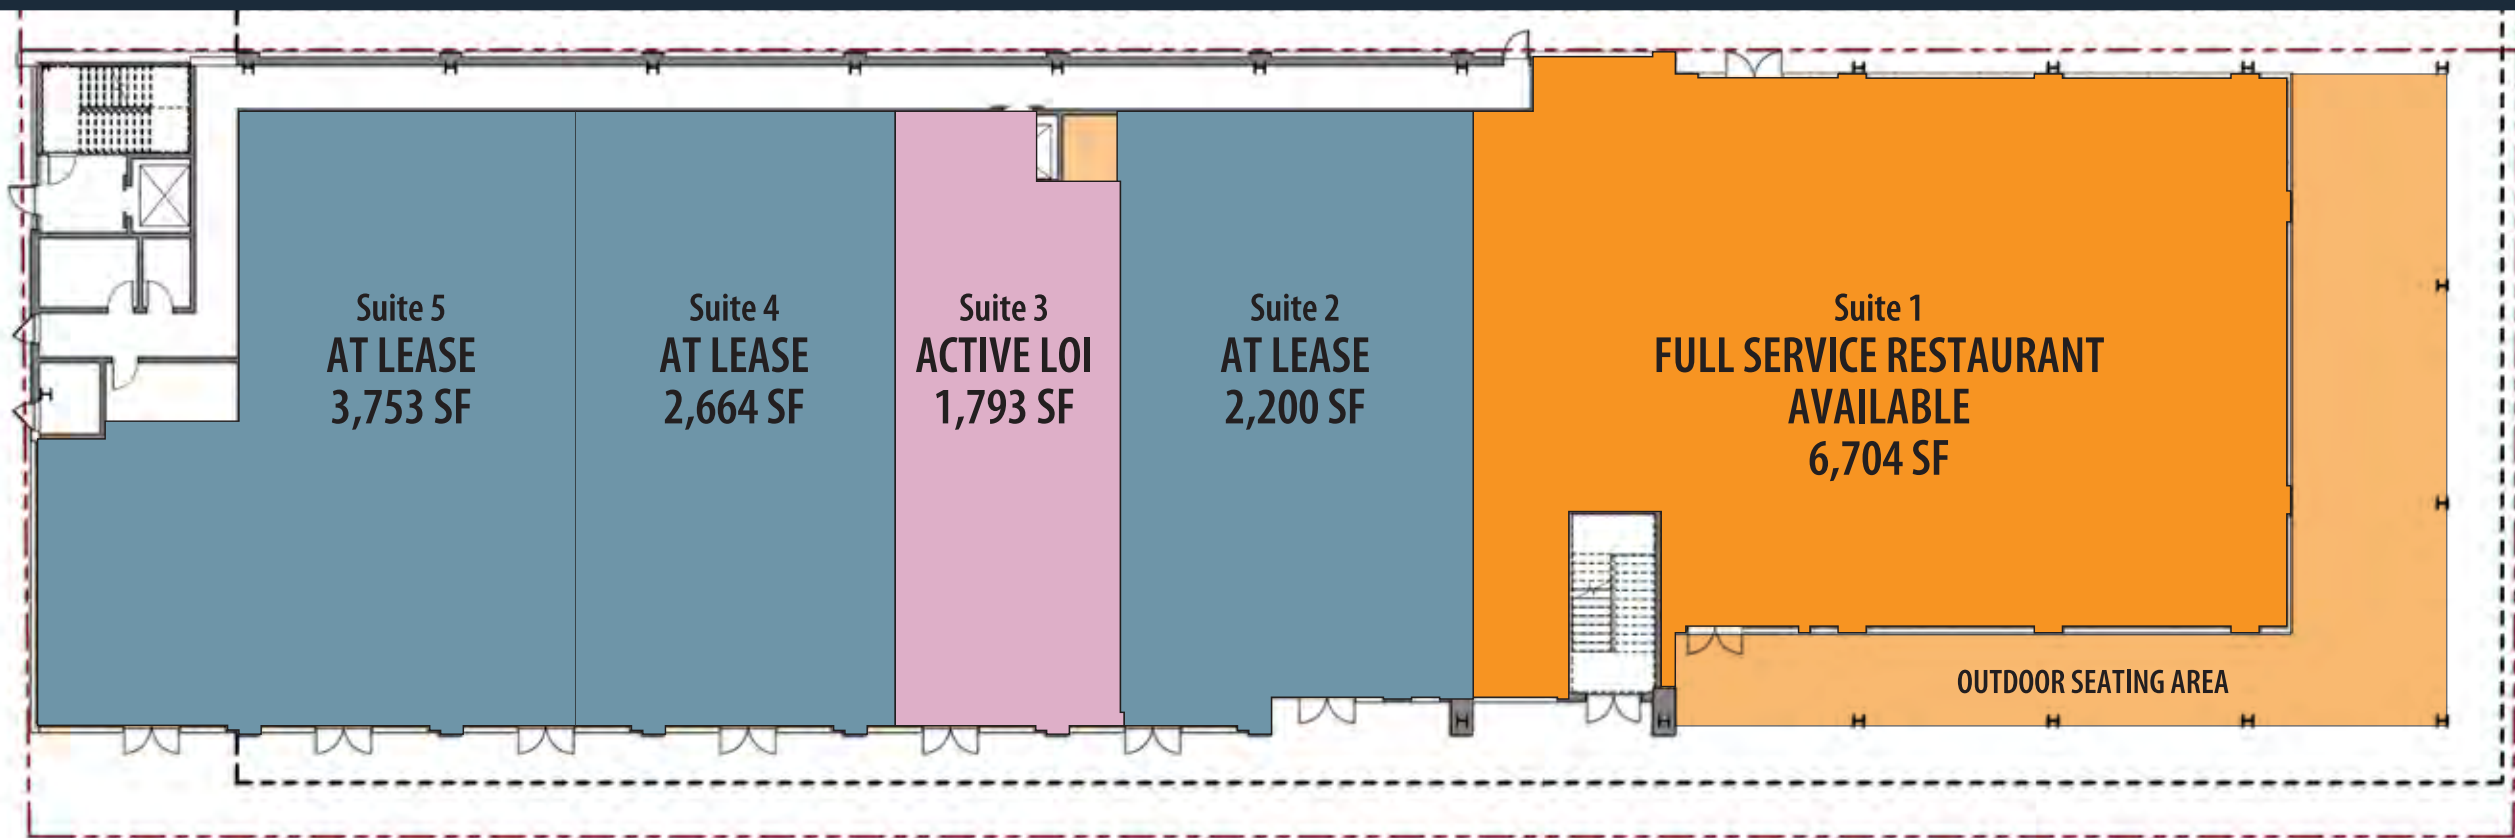 Suite 5
AT LEASE
3,753 SF
Suite 4
AT LEASE
2,664 SF
Suite 3
ACTIVE LOI
1,793 SF
Suite 2
AT LEASE
2,200 SF
Suite 1
FULL SERVICE RESTAURANT
AVAILABLE
6,704 SF
OUTDOOR SEATING AREA